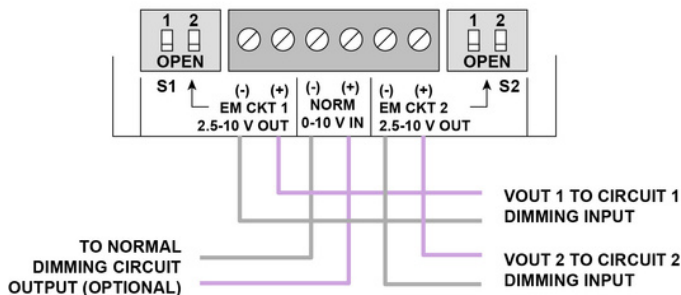 1 2
OPEN
1 2
OPEN
S1
(-) (+)
EM CKT 1
2.5-10 V OUT
(-) (+)
NORM
0-10 V IN
(-) (+)
EM CKT 2
2.5-10 V OUT
S2
VOUT 1 TO CIRCUIT 1
DIMMING INPUT
TO NORMAL
DIMMING CIRCUIT
OUTPUT (OPTIONAL)
VOUT 2 TO CIRCUIT 2
DIMMING INPUT